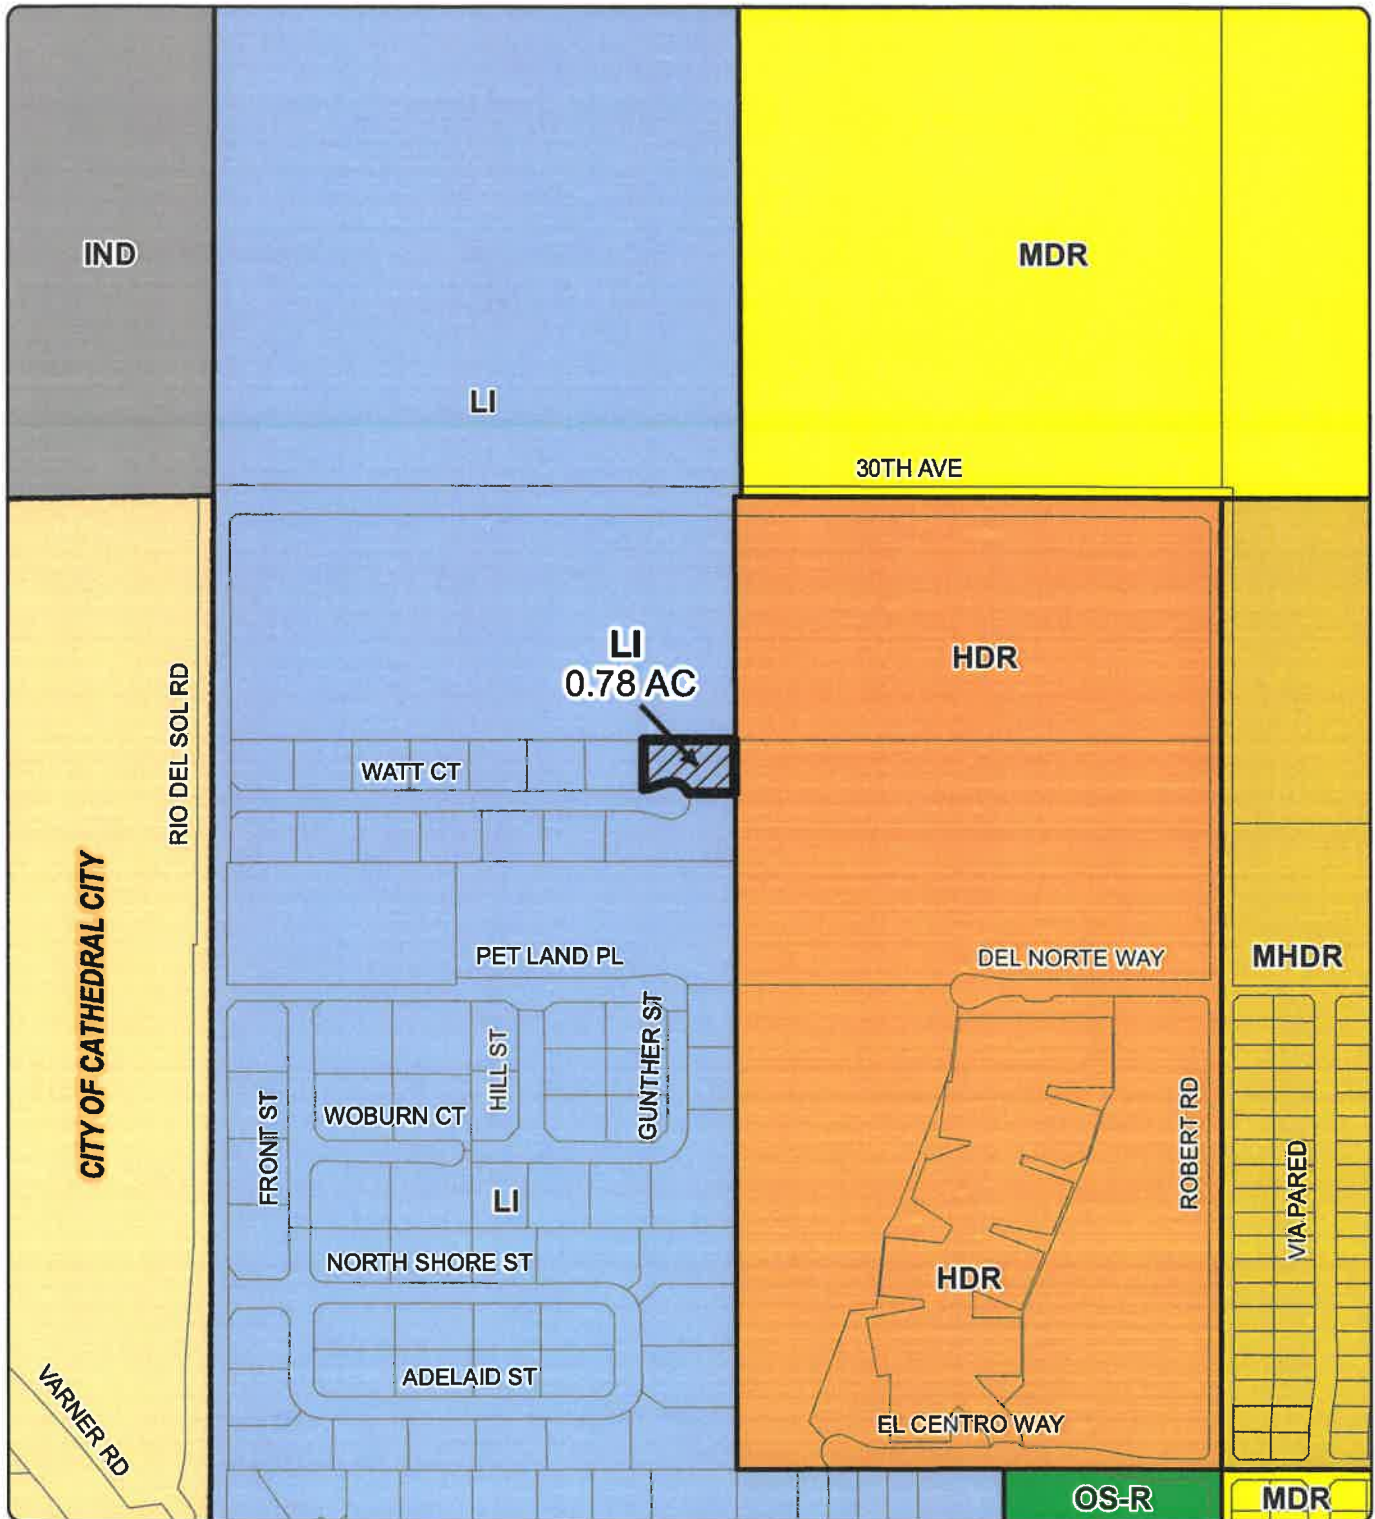 IND
MDR
LI
30TH AVE
LI
0.78 AC
HDR
RIO DEL SOL RD
WATT CT
CITY OF CATHEDRAL CITY
PET LAND PL
DEL NORTE WAY
MHDR
GUNTHER ST
HILL ST
FRONT ST
WOBURN CT
ROBERT RD
VIA PARED
LI
NORTH SHORE ST
HDR
ADELAID ST
VARNER RD
EL CENTRO WAY
OS-R
MDR